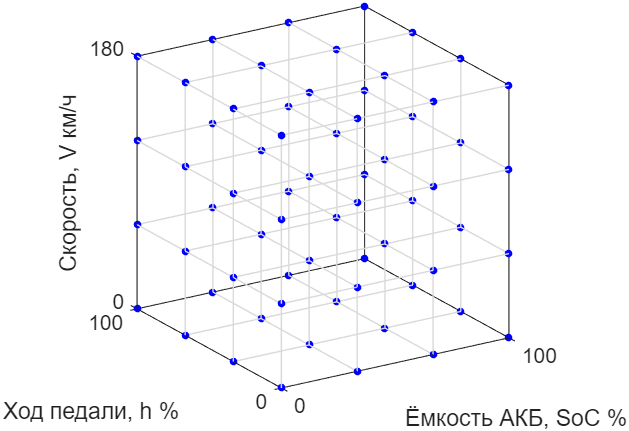 180
Скорость, V км/ч
0
100
100
0
0
Ход педали, h %
Ёмкость АКБ, SoC %